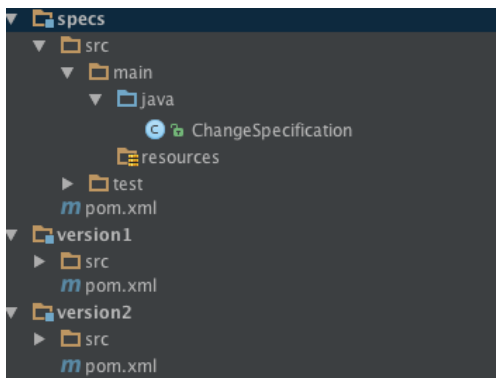 specs
src
main
java
ChangeSpecification
resources
test
pom.xml
version1
src
pom.xml
version2
src
pom.xml